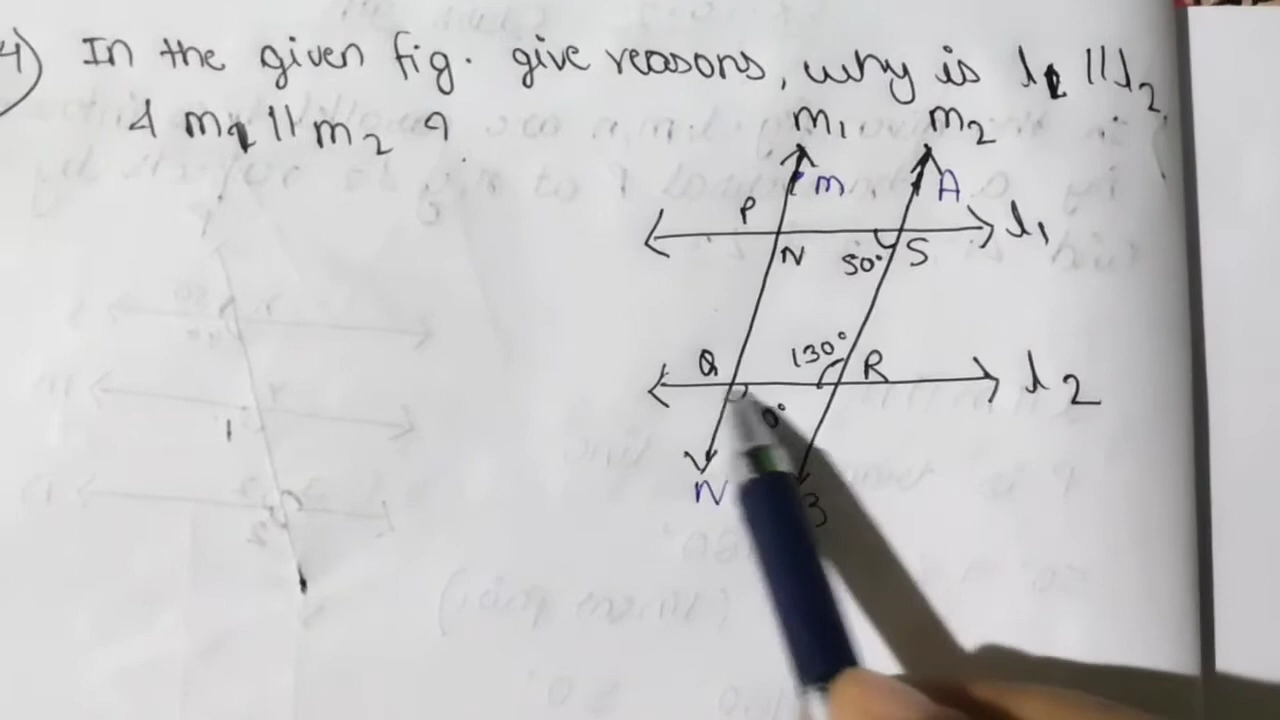 4) In the given fig. give reasons, why is l1 || l2
& m1 || m2 ?
m1 m2
M A
P l1
N 50° S
130°
Q R l2
0°
N B